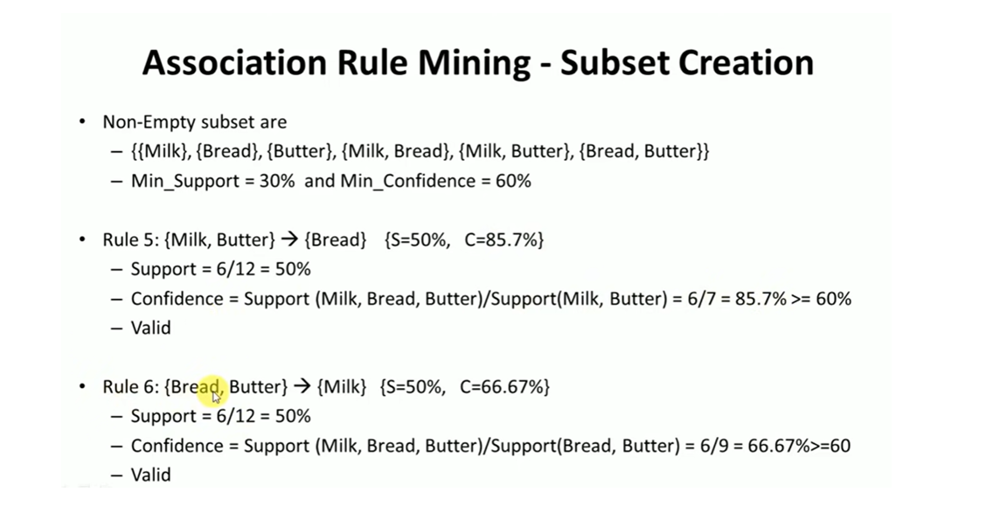 Association Rule Mining - Subset Creation
• Non-Empty subset are
– {{Milk}, {Bread}, {Butter}, {Milk, Bread}, {Milk, Butter}, {Bread, Butter}}
– Min_Support = 30% and Min_Confidence = 60%
• Rule 5: {Milk, Butter} → {Bread} {S=50%, C=85.7%}
– Support = 6/12 = 50%
– Confidence = Support (Milk, Bread, Butter)/Support(Milk, Butter) = 6/7 = 85.7% >= 60%
– Valid
• Rule 6: {Bread, Butter} → {Milk} {S=50%, C=66.67%}
– Support = 6/12 = 50%
– Confidence = Support (Milk, Bread, Butter)/Support(Bread, Butter) = 6/9 = 66.67%>=60
– Valid